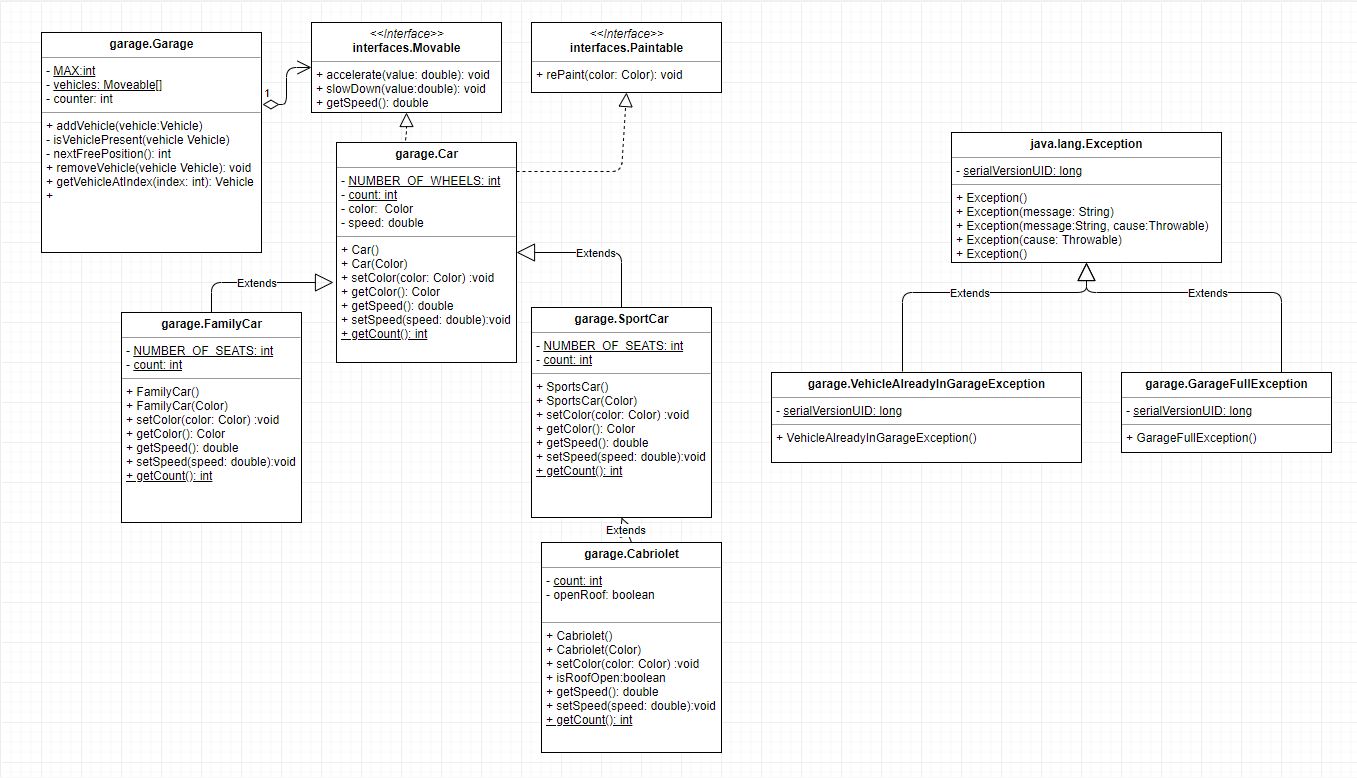 garage.Garage
- MAX:int
- vehicles: Moveable[]
- counter: int
+ addVehicle(vehicle:Vehicle)
- isVehiclePresent(vehicle Vehicle)
- nextFreePosition(): int
+ removeVehicle(vehicle Vehicle): void
+ getVehicleAtIndex(index: int): Vehicle
+
1
<<Interface>>
interfaces.Movable
+ accelerate(value: double): void
+ slowDown(value:double): void
+ getSpeed(): double
<<Interface>>
interfaces.Paintable
+ rePaint(color: Color): void
garage.Car
- NUMBER_OF_WHEELS: int
- count: int
- color:  Color
- speed: double
+ Car()
+ Car(Color)
+ setColor(color: Color) :void
+ getColor(): Color
+ getSpeed(): double
+ setSpeed(speed: double):void
+ getCount(): int
Extends
Extends
garage.FamilyCar
- NUMBER_OF_SEATS: int
- count: int
+ FamilyCar()
+ FamilyCar(Color)
+ setColor(color: Color) :void
+ getColor(): Color
+ getSpeed(): double
+ setSpeed(speed: double):void
+ getCount(): int
garage.SportCar
- NUMBER_OF_SEATS: int
- count: int
+ SportsCar()
+ SportsCar(Color)
+ setColor(color: Color) :void
+ getColor(): Color
+ getSpeed(): double
+ setSpeed(speed: double):void
+ getCount(): int
Extends
garage.Cabriolet
- count: int
- openRoof: boolean
+ Cabriolet()
+ Cabriolet(Color)
+ setColor(color: Color) :void
+ isRoofOpen:boolean
+ getSpeed(): double
+ setSpeed(speed: double):void
+ getCount(): int
java.lang.Exception
- serialVersionUID: long
+ Exception()
+ Exception(message: String)
+ Exception(message:String, cause:Throwable)
+ Exception(cause: Throwable)
+ Exception()
Extends
Extends
garage.VehicleAlreadyInGarageException
- serialVersionUID: long
+ VehicleAlreadyInGarageException()
garage.GarageFullException
- serialVersionUID: long
+ GarageFullException()